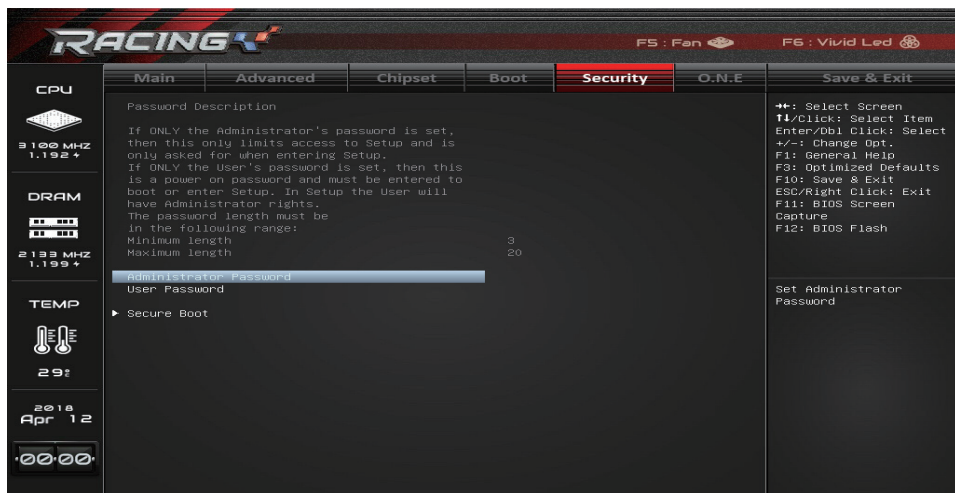 RACING
F5 : Fan
F6 : Vivid Led
Main Advanced Chipset Boot Security O.N.E Save & Exit
CPU
3100 MHZ
1.192
DRAM
2133 MHZ
1.199
TEMP
29
2018
Apr 12
00:00
Password Description
If ONLY the Administrator's password is set,
then this only limits access to Setup and is
only asked for when entering Setup.
If ONLY the User's password is set, then this
is a power on password and must be entered to
boot or enter Setup. In Setup the User will
have Administrator rights.
The password length must be
in the following range:
Minimum length 3
Maximum length 20
Administrator Password
User Password
► Secure Boot
→←: Select Screen
↑↓/Click: Select Item
Enter/Dbl Click: Select
+/-: Change Opt.
F1: General Help
F3: Optimized Defaults
F10: Save & Exit
ESC/Right Click: Exit
F11: BIOS Screen
Capture
F12: BIOS Flash
Set Administrator
Password